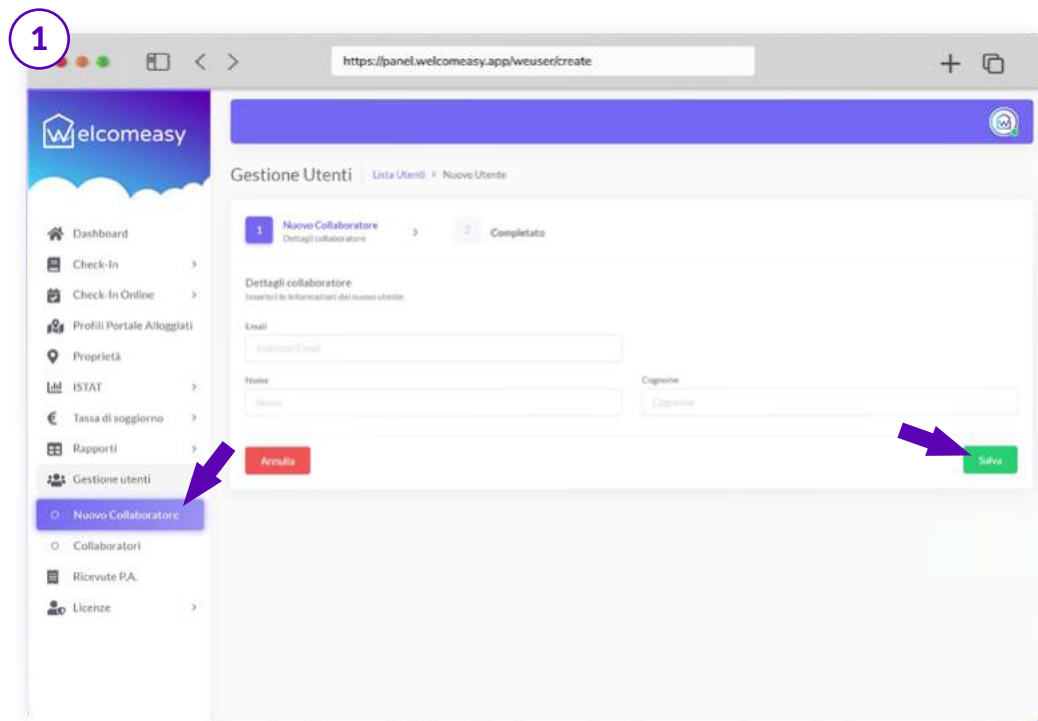 1
https://panel.welcomeasy.app/weuser/create
Welcomeasy
Gestione Utenti Lista Utenti > Nuovo Utente
1 Nuovo Collaboratore > 2 Completato
Dettagli collaboratore
Dashboard
Check-In
Check-In Online
Profili Portale Alloggiati
Proprietà
ISTAT
Tassa di soggiorno
Rapporti
Gestione utenti
Nuovo Collaboratore
Collaboratori
Ricevute P.A.
Licenze
Dettagli collaboratore
Inserisci le informazioni del nuovo utente
Email
Indirizzo Email
Nome Cognome
Nome Cognome
Annulla Salva